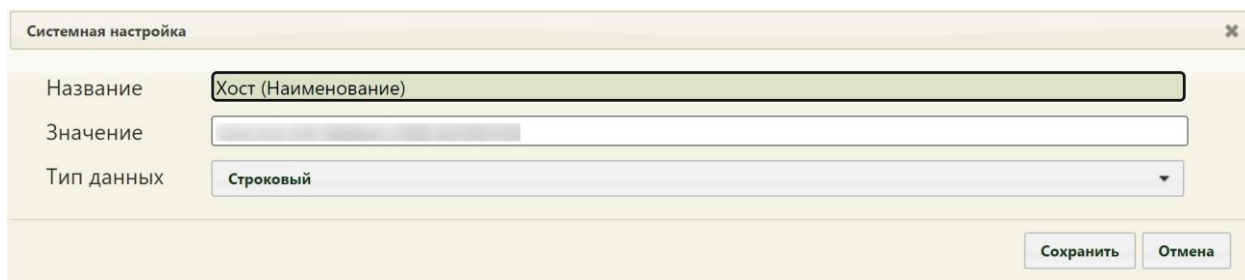 Системная настройка
Название Хост (Наименование)
Значение
Тип данных Строковый
Сохранить Отмена